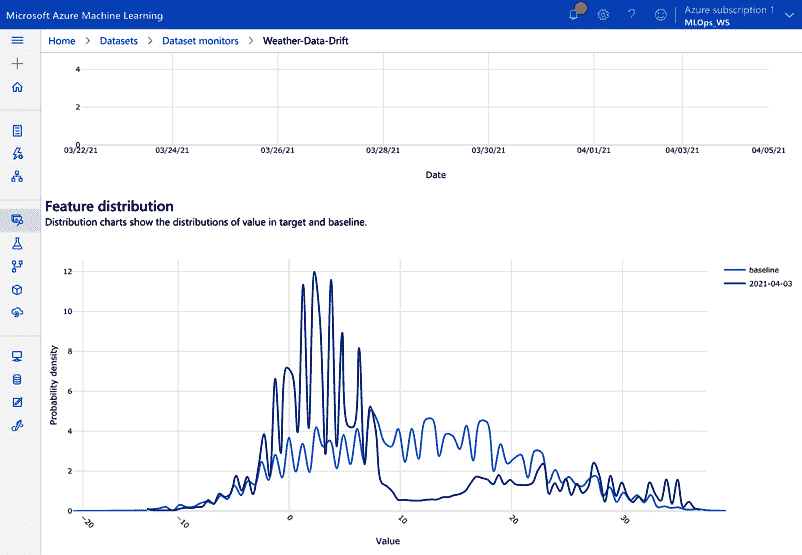 Microsoft Azure Machine Learning
Azure subscription 1
MLOps_WS
Home > Datasets > Dataset monitors > Weather-Data-Drift
4
2
0
03/22/21 03/24/21 03/26/21 03/28/21 03/30/21 04/01/21 04/03/21 04/05/21
Date
Feature distribution
Distribution charts show the distributions of value in target and baseline.
baseline
2021-04-03
Probability density
12
10
8
6
4
2
0
−20 −10 0 10 20 30
Value